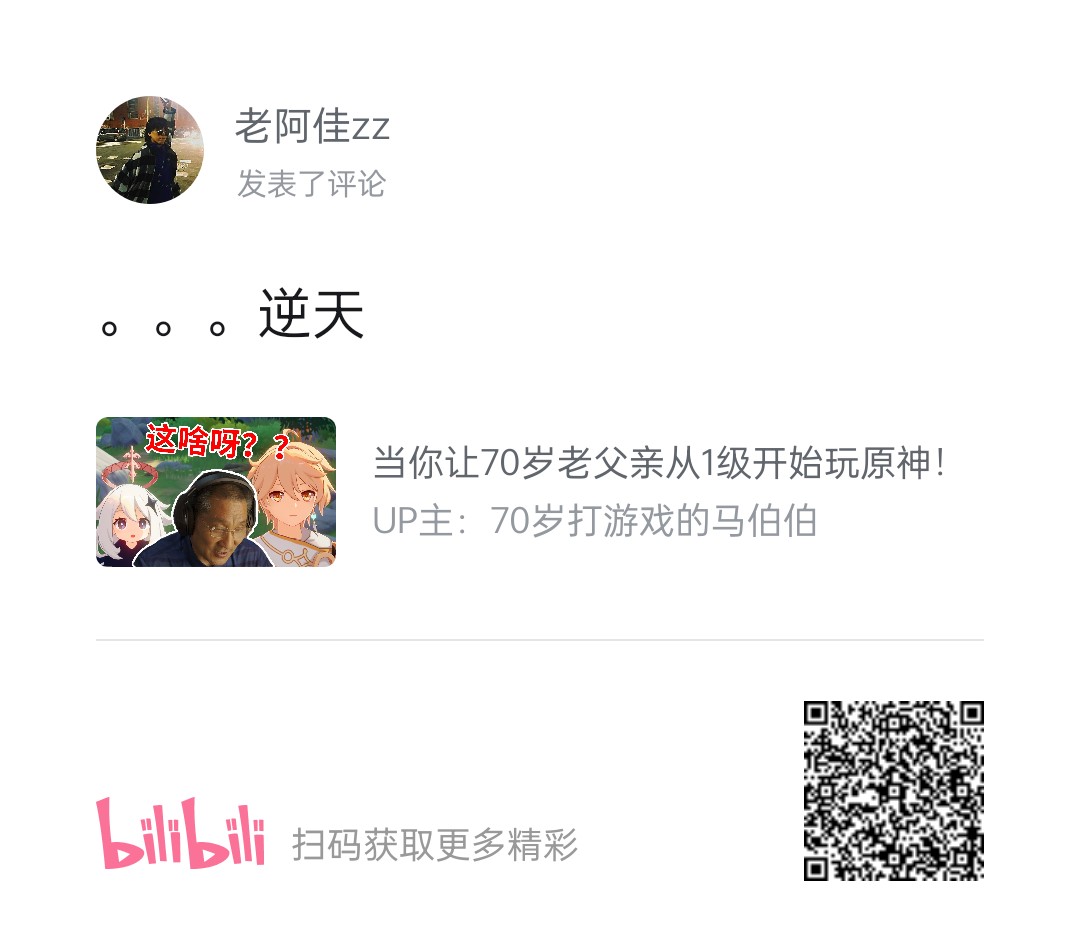 老阿佳zz
发表了评论
。。。逆天
这啥呀？？
当你让70岁老父亲从1级开始玩原神！
UP主：70岁打游戏的马伯伯
bilibili 扫码获取更多精彩